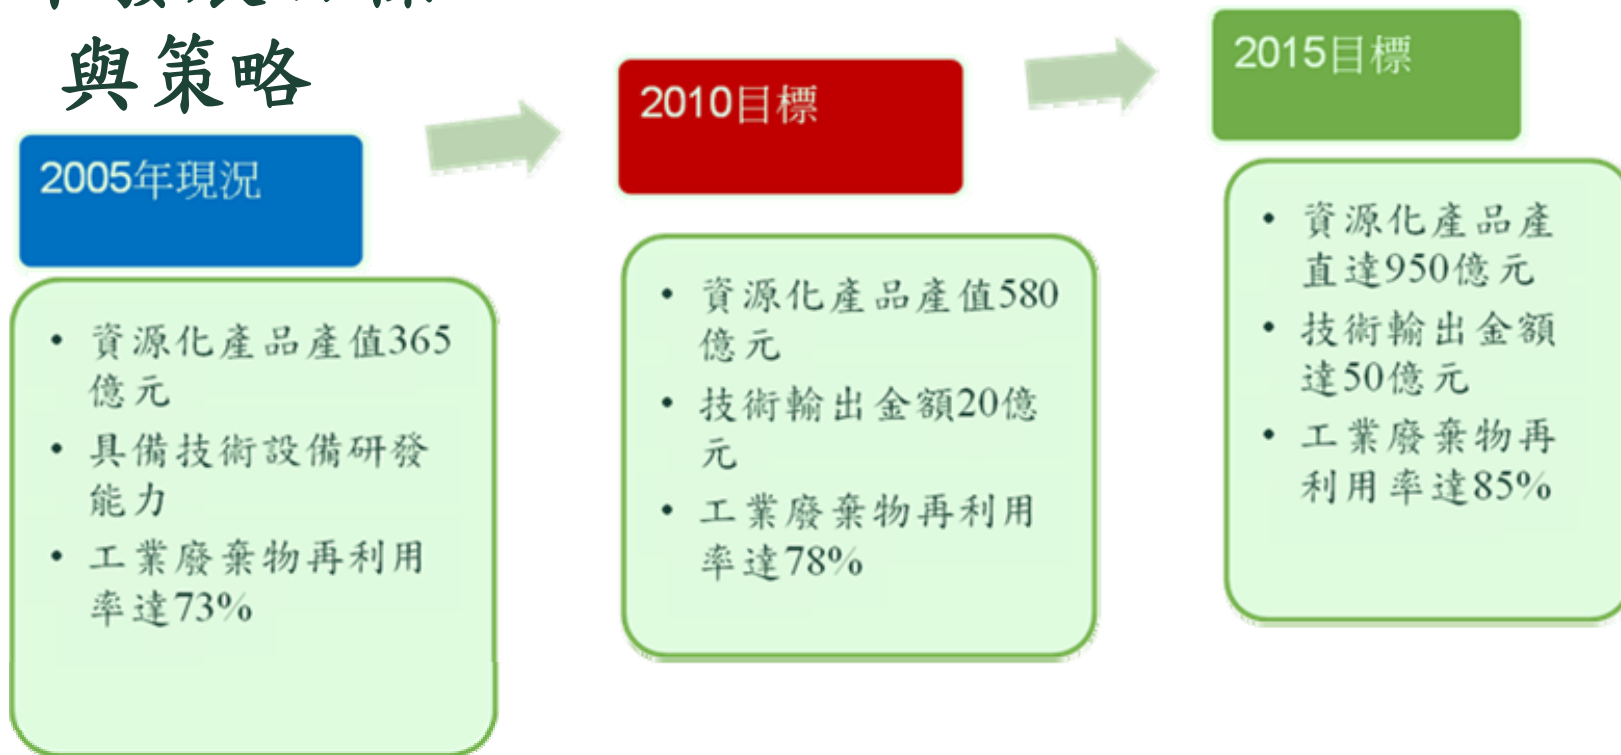 與策略
2005年現況
資源化產品產值365
億元
具備技術設備研發
能力
工業廢棄物再利用
率達73%
2010目標
資源化產品產值580
億元
技術輸出金額20億
元
工業廢棄物再利用
率達78%
2015目標
資源化產品產
直達950億元
技術輸出金額
達50億元
工業廢棄物再
利用率達85%